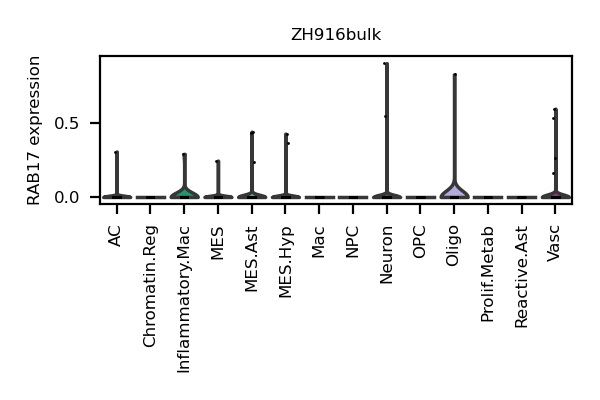 ZH916bulk
RAB17 expression
0.5
0.0
AC
Chromatin.Reg
Inflammatory.Mac
MES
MES.Ast
MES.Hyp
Mac
NPC
Neuron
OPC
Oligo
Prolif.Metab
Reactive.Ast
Vasc